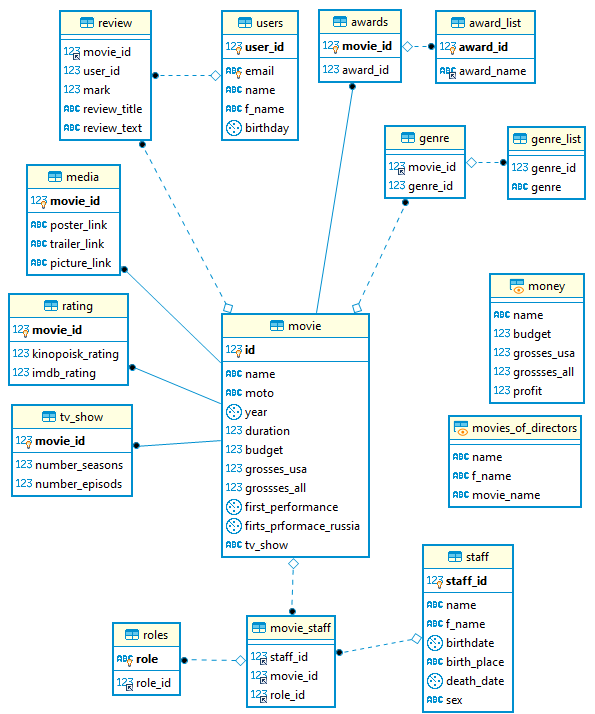 review
123 movie_id
123 user_id
123 mark
ABC review_title
ABC review_text
users
123 user_id
ABC email
ABC name
ABC f_name
birthday
awards
123 movie_id
123 award_id
award_list
123 award_id
ABC award_name
genre
123 movie_id
123 genre_id
genre_list
123 genre_id
ABC genre
media
123 movie_id
ABC poster_link
ABC trailer_link
ABC picture_link
rating
123 movie_id
123 kinopoisk_rating
123 imdb_rating
tv_show
123 movie_id
123 number_seasons
123 number_episods
movie
123 id
ABC name
ABC moto
year
123 duration
123 budget
123 grosses_usa
123 grossses_all
first_performance
firts_prformace_russia
ABC tv_show
money
ABC name
123 budget
123 grosses_usa
123 grossses_all
123 profit
movies_of_directors
ABC name
ABC f_name
ABC movie_name
staff
123 staff_id
ABC name
ABC f_name
birthdate
ABC birth_place
death_date
ABC sex
roles
ABC role
123 role_id
movie_staff
123 staff_id
123 movie_id
123 role_id